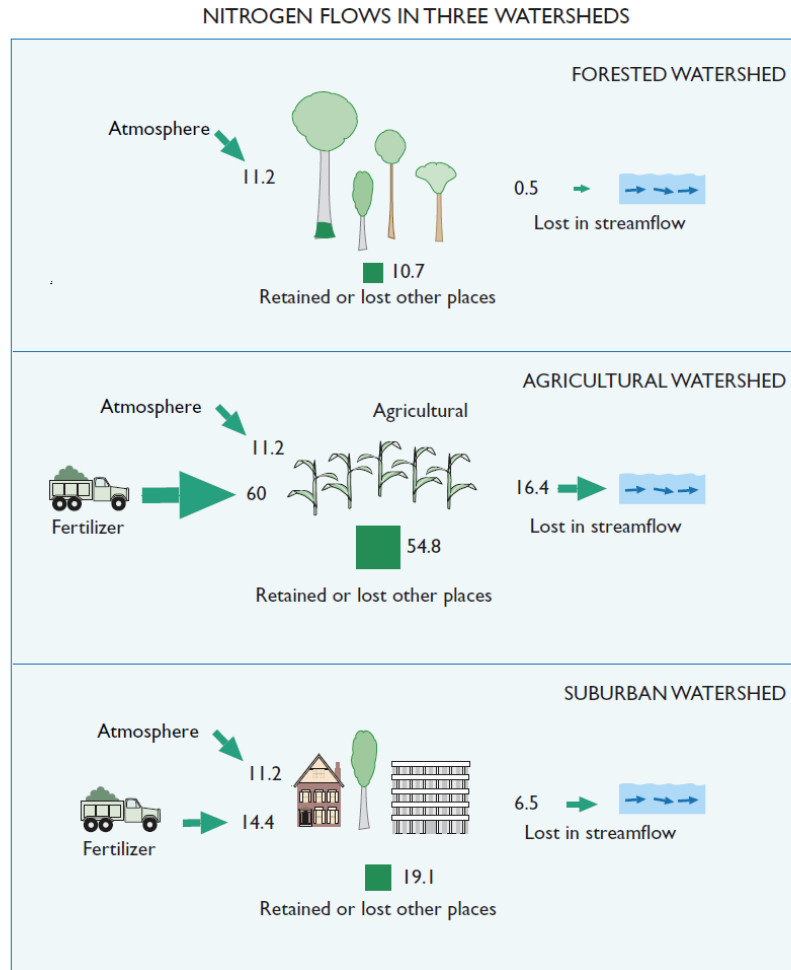 NITROGEN FLOWS IN THREE WATERSHEDS
FORESTED WATERSHED
Atmosphere
11.2
0.5
Lost in streamflow
10.7
Retained or lost other places
AGRICULTURAL WATERSHED
Atmosphere
Agricultural
11.2
60
16.4
Fertilizer
Lost in streamflow
54.8
Retained or lost other places
SUBURBAN WATERSHED
Atmosphere
11.2
6.5
14.4
Lost in streamflow
Fertilizer
19.1
Retained or lost other places